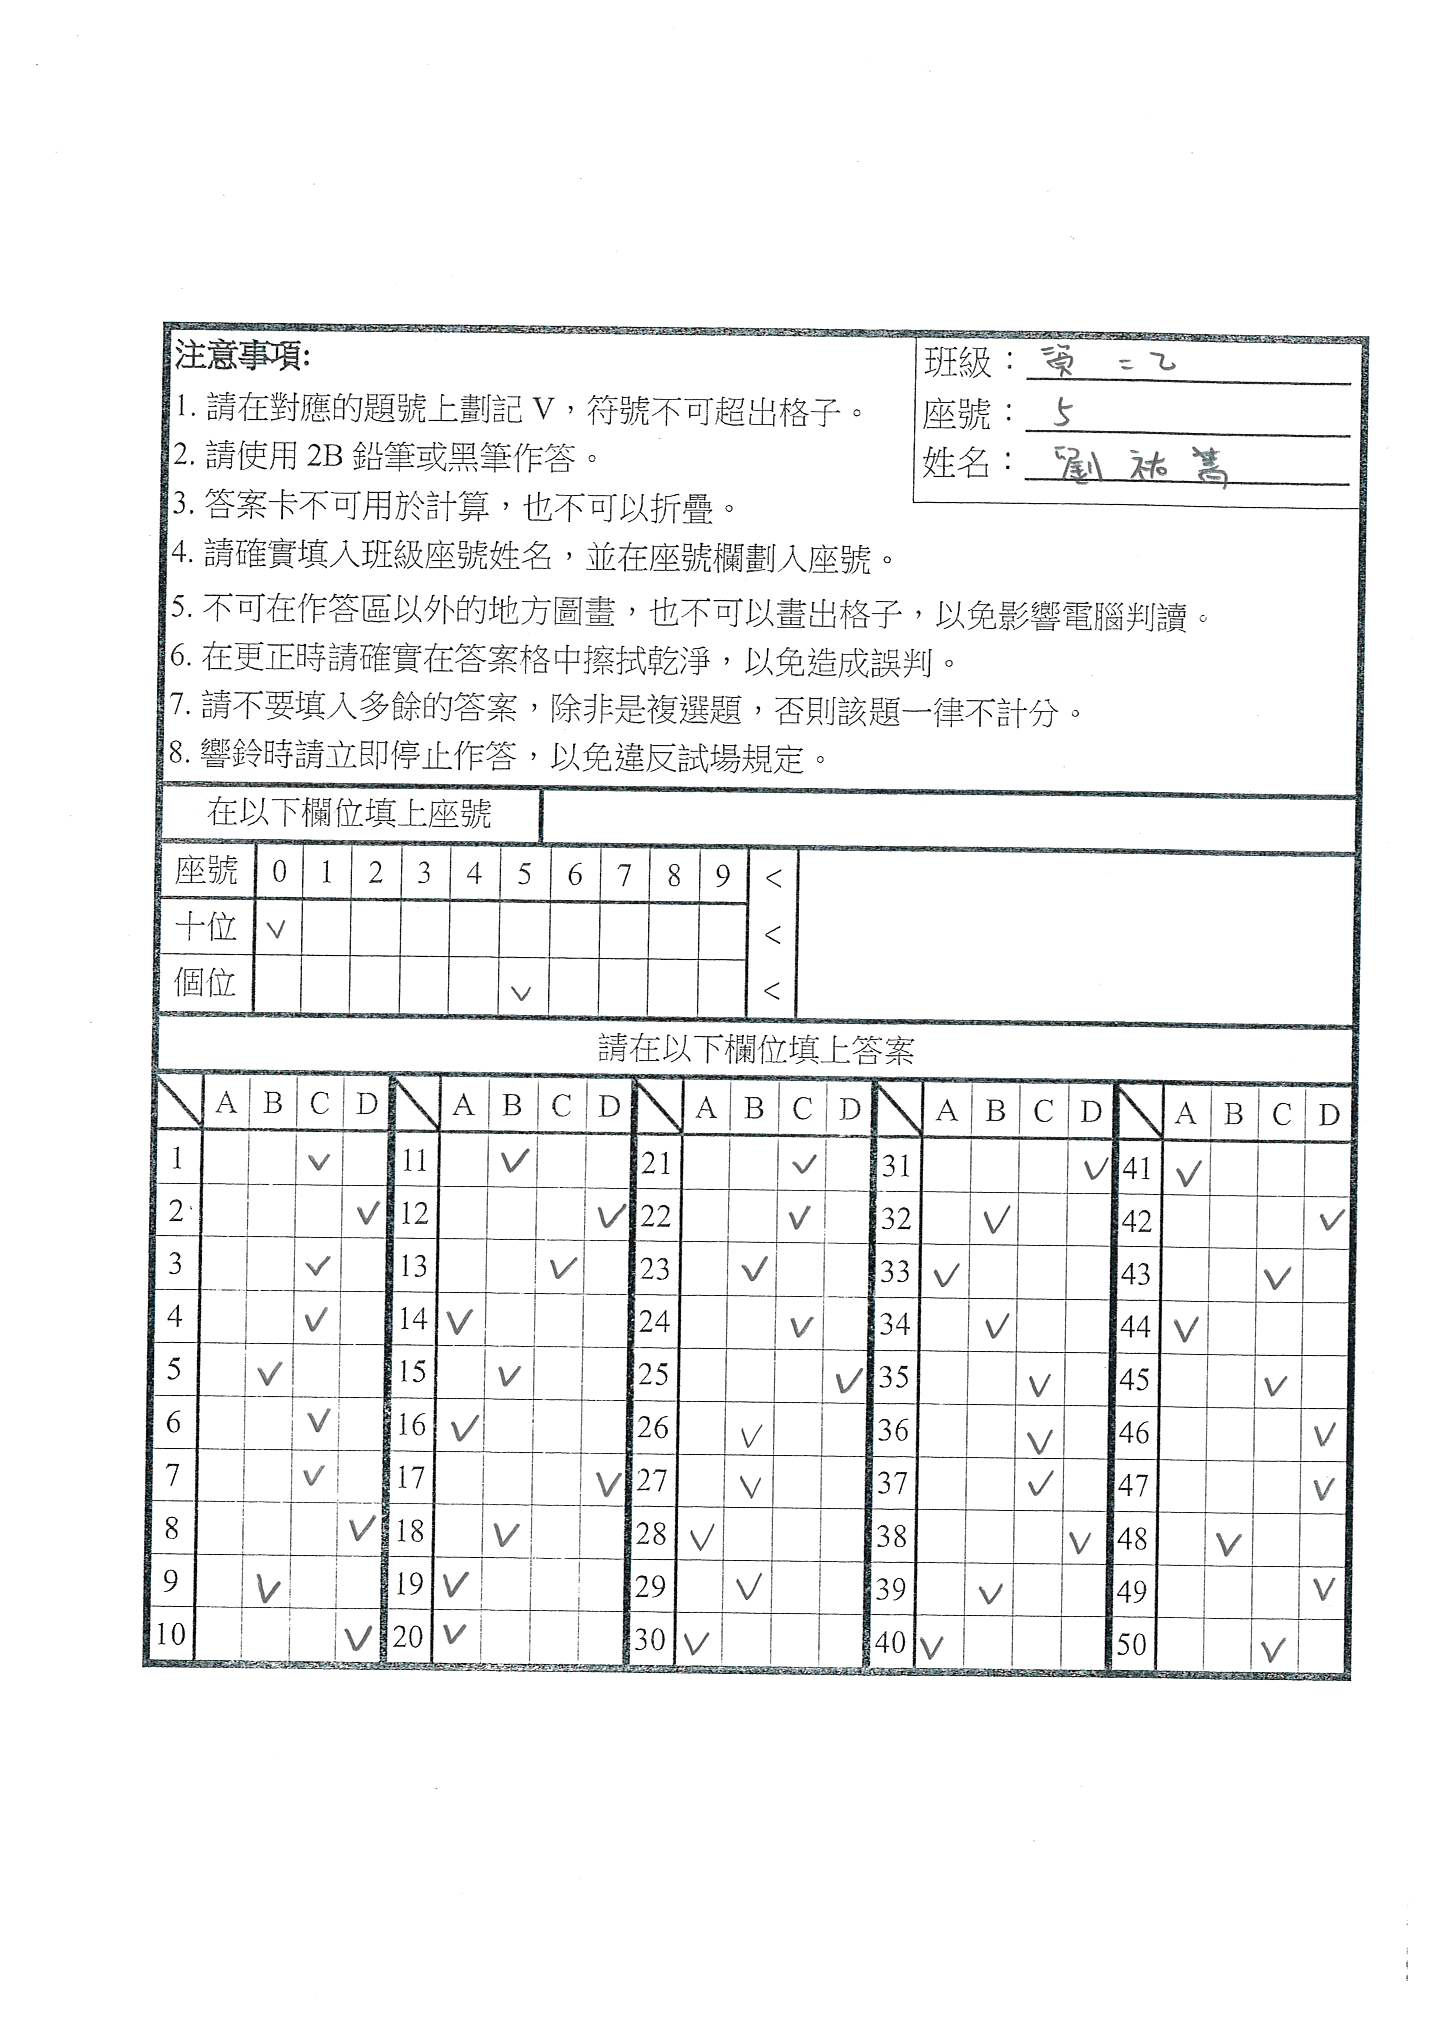 注意事項:
班級：資 二乙
1. 請在對應的題號上劃記 V，符號不可超出格子。
座號：5
2. 請使用 2B 鉛筆或黑筆作答。
姓名：劉祐
3. 答案卡不可用於計算，也不可以折疊。
4. 請確實填入班級座號姓名，並在座號欄劃入座號。
5. 不可在作答區以外的地方圖畫，也不可以畫出格子，以免影響電腦判讀。
6. 在更正時請確實在答案格中擦拭乾淨，以免造成誤判。
7. 請不要填入多餘的答案，除非是複選題，否則該題一律不計分。
8. 響鈴時請立即停止作答，以免違反試場規定。
在以下欄位填上座號
座號 0 1 2 3 4 5 6 7 8 9 <
十位 V <
個位 V <
請在以下欄位填上答案
A B C D A B C D A B C D A B C D A B C D
1 V 11 V 21 V 31 V 41 V
2 V 12 V 22 V 32 V 42 V
3 V 13 V 23 V 33 V 43 V
4 V 14 V 24 V 34 V 44 V
5 V 15 V 25 V 35 V 45 V
6 V 16 V 26 V 36 V 46 V
7 V 17 V 27 V 37 V 47 V
8 V 18 V 28 V 38 V 48 V
9 V 19 V 29 V 39 V 49 V
10 V 20 V 30 V 40 V 50 V